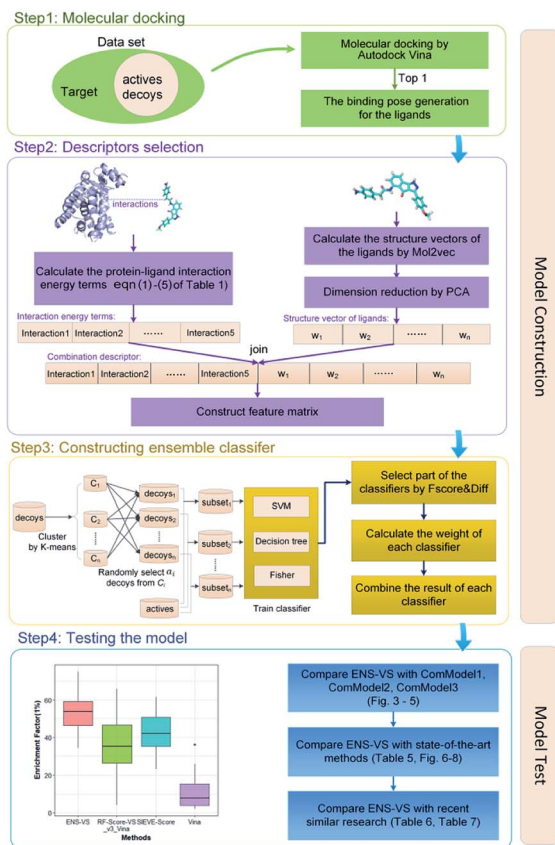 Step1: Molecular docking
Data set
Target
actives
decoys
Molecular docking by
Autodock Vina
Top 1
The binding pose generation
for the ligands
Step2: Descriptors selection
interactions
Calculate the protein-ligand interaction
energy terms eqn (1)-(5) of Table 1)
Calculate the structure vectors
of the ligands by Mol2vec
Dimension reduction by PCA
Interaction energy terms:
Interaction1 Interaction2 ...... Interaction5
Structure vector of ligands:
w1 w2 ...... wn
join
Combination descriptor:
Interaction1 Interaction2 ...... Interaction5 w1 w2 ...... wn
Construct feature matrix
Model Construction
Step3: Constructing ensemble classifer
decoys
Cluster
by K-means
C1
C2
......
Cn
decoys1
decoys2
......
decoysn
Randomly select ai
decoys from Ci
actives
subset1
subset2
......
subsetn
SVM
Decision tree
Fisher
Train classifier
Select part of the
classifiers by Fscore&Diff
Calculate the weight of
each classifier
Combine the result of each
classifier
Step4: Testing the model
Enrichment Factor(1%)
60
40
20
0
ENS-VS RF-Score-VS SIEVE-Score Vina
_v3_Vina
Methods
Compare ENS-VS with ComModel1,
ComModel2, ComModel3
(Fig. 3 - 5)
Compare ENS-VS with state-of-the-art
methods (Table 5, Fig. 6-8)
Compare ENS-VS with recent
similar research (Table 6, Table 7)
Model Test